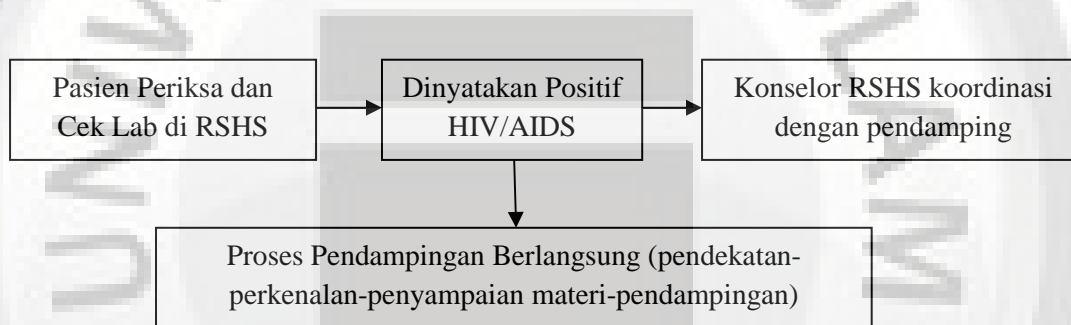 Pasien Periksa dan
Cek Lab di RSHS
Dinyatakan Positif
HIV/AIDS
Konselor RSHS koordinasi
dengan pendamping
Proses Pendampingan Berlangsung (pendekatan-
perkenalan-penyampaian materi-pendampingan)